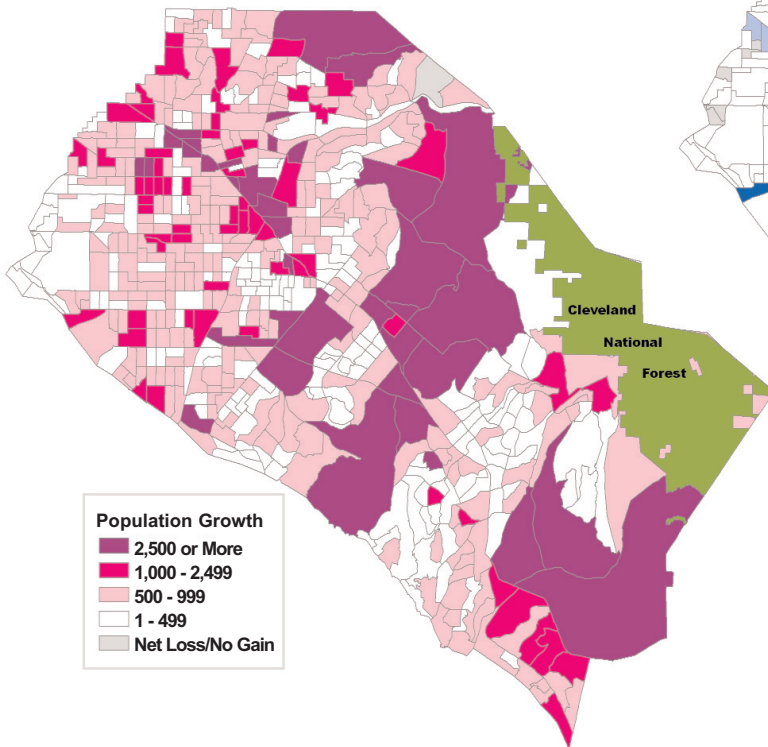 Cleveland
National
Forest
Population Growth
2,500 or More
1,000 - 2,499
500 - 999
1 - 499
Net Loss/No Gain